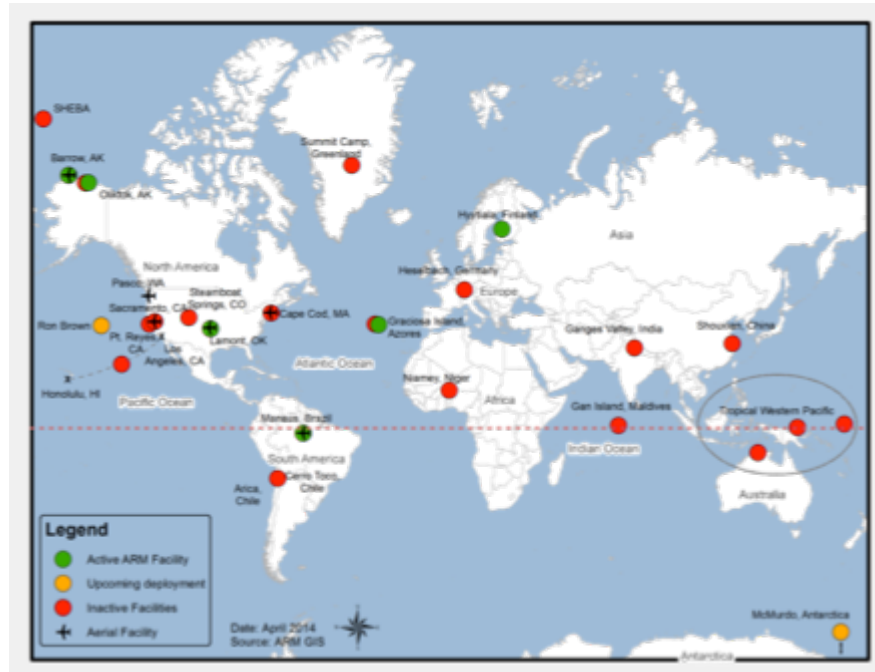 SHEBA
Summit Camp,
Greenland
Barrow, AK
Oliktok, AK
Hyytiala, Finland
Asia
North America
Pasco, WA
Steamboat
Springs, CO
Sacramento, CA
Heselbach, Germany
Europe
Cape Cod, MA
Ron Brown
Pt. Reyes,
CA
Los
Angeles, CA
Lamont, OK
Graciosa Island,
Azores
Ganges Valley, India
Shouxian, China
Atlantic Ocean
Honolulu, HI
Pacific Ocean
Niamey, Niger
Africa
Gan Island, Maldives
Tropical Western Pacific
Manaus, Brazil
Indian Ocean
South America
Cerro Toco,
Chile
Arica,
Chile
Australia
Legend
Active ARM Facility
Upcoming deployment
Inactive Facilities
Aerial Facility
Date: April 2014
Source: ARM GIS
McMurdo, Antarctica
Antarctica